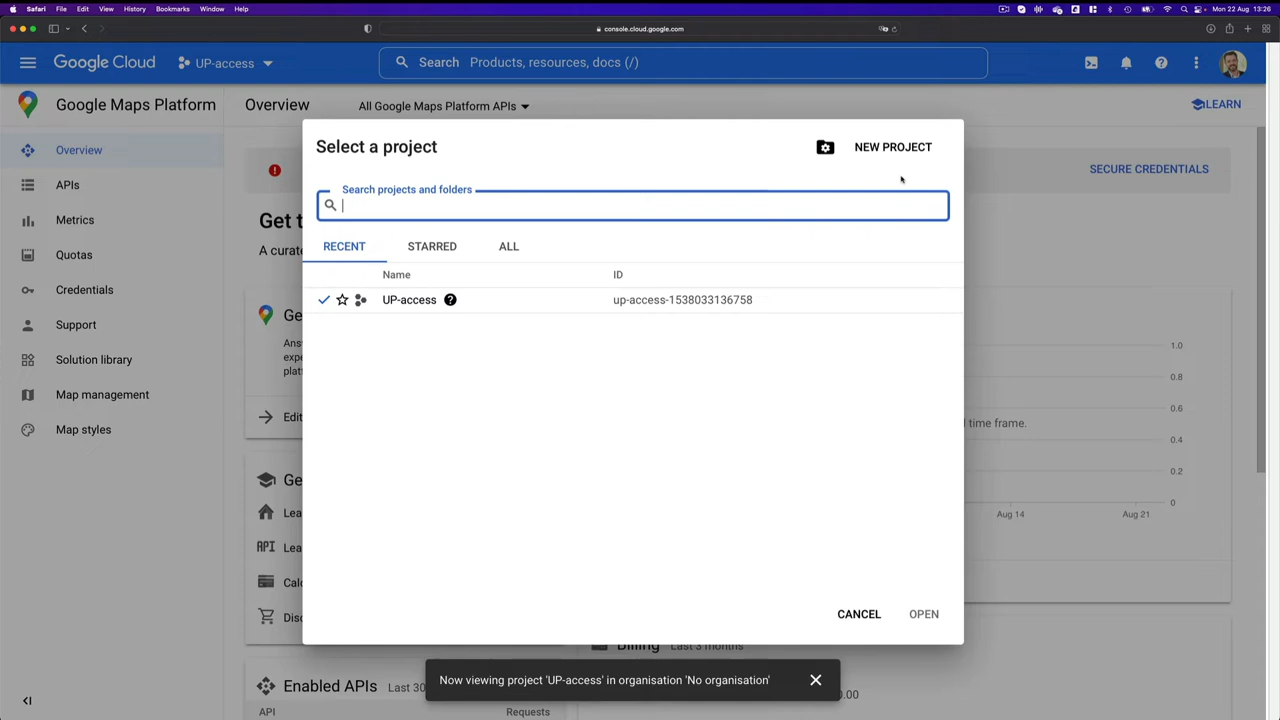 Safari File Edit View History Bookmarks Window Help
Mon 22 Aug 13:26
console.cloud.google.com
Google Cloud
UP-access
Search Products, resources, docs (/)
Google Maps Platform
Overview
All Google Maps Platform APIs
LEARN
Overview
APIs
Metrics
Quotas
Credentials
Support
Solution library
Map management
Map styles
SECURE CREDENTIALS
Get t
A curate
Ge
Ans
expe
platf
Edit
Ge
Lea
API Lea
Calc
Disc
Select a project
NEW PROJECT
Search projects and folders
RECENT STARRED ALL
Name ID
UP-access up-access-1538033136758
CANCEL OPEN
1.0
0.8
0.6
0.4
0.2
0
l time frame.
Aug 14 Aug 21
Billing Last 3 months
0.00
Now viewing project 'UP-access' in organisation 'No organisation'
Enabled APIs Last 30
API Requests